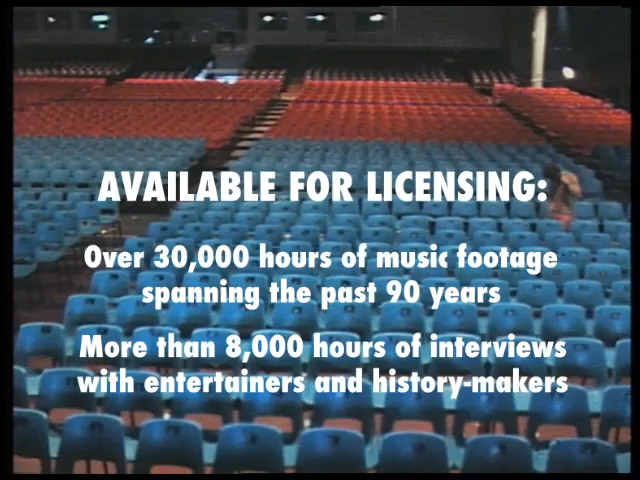 AVAILABLE FOR LICENSING:
Over 30,000 hours of music footage
spanning the past 90 years
More than 8,000 hours of interviews
with entertainers and history-makers